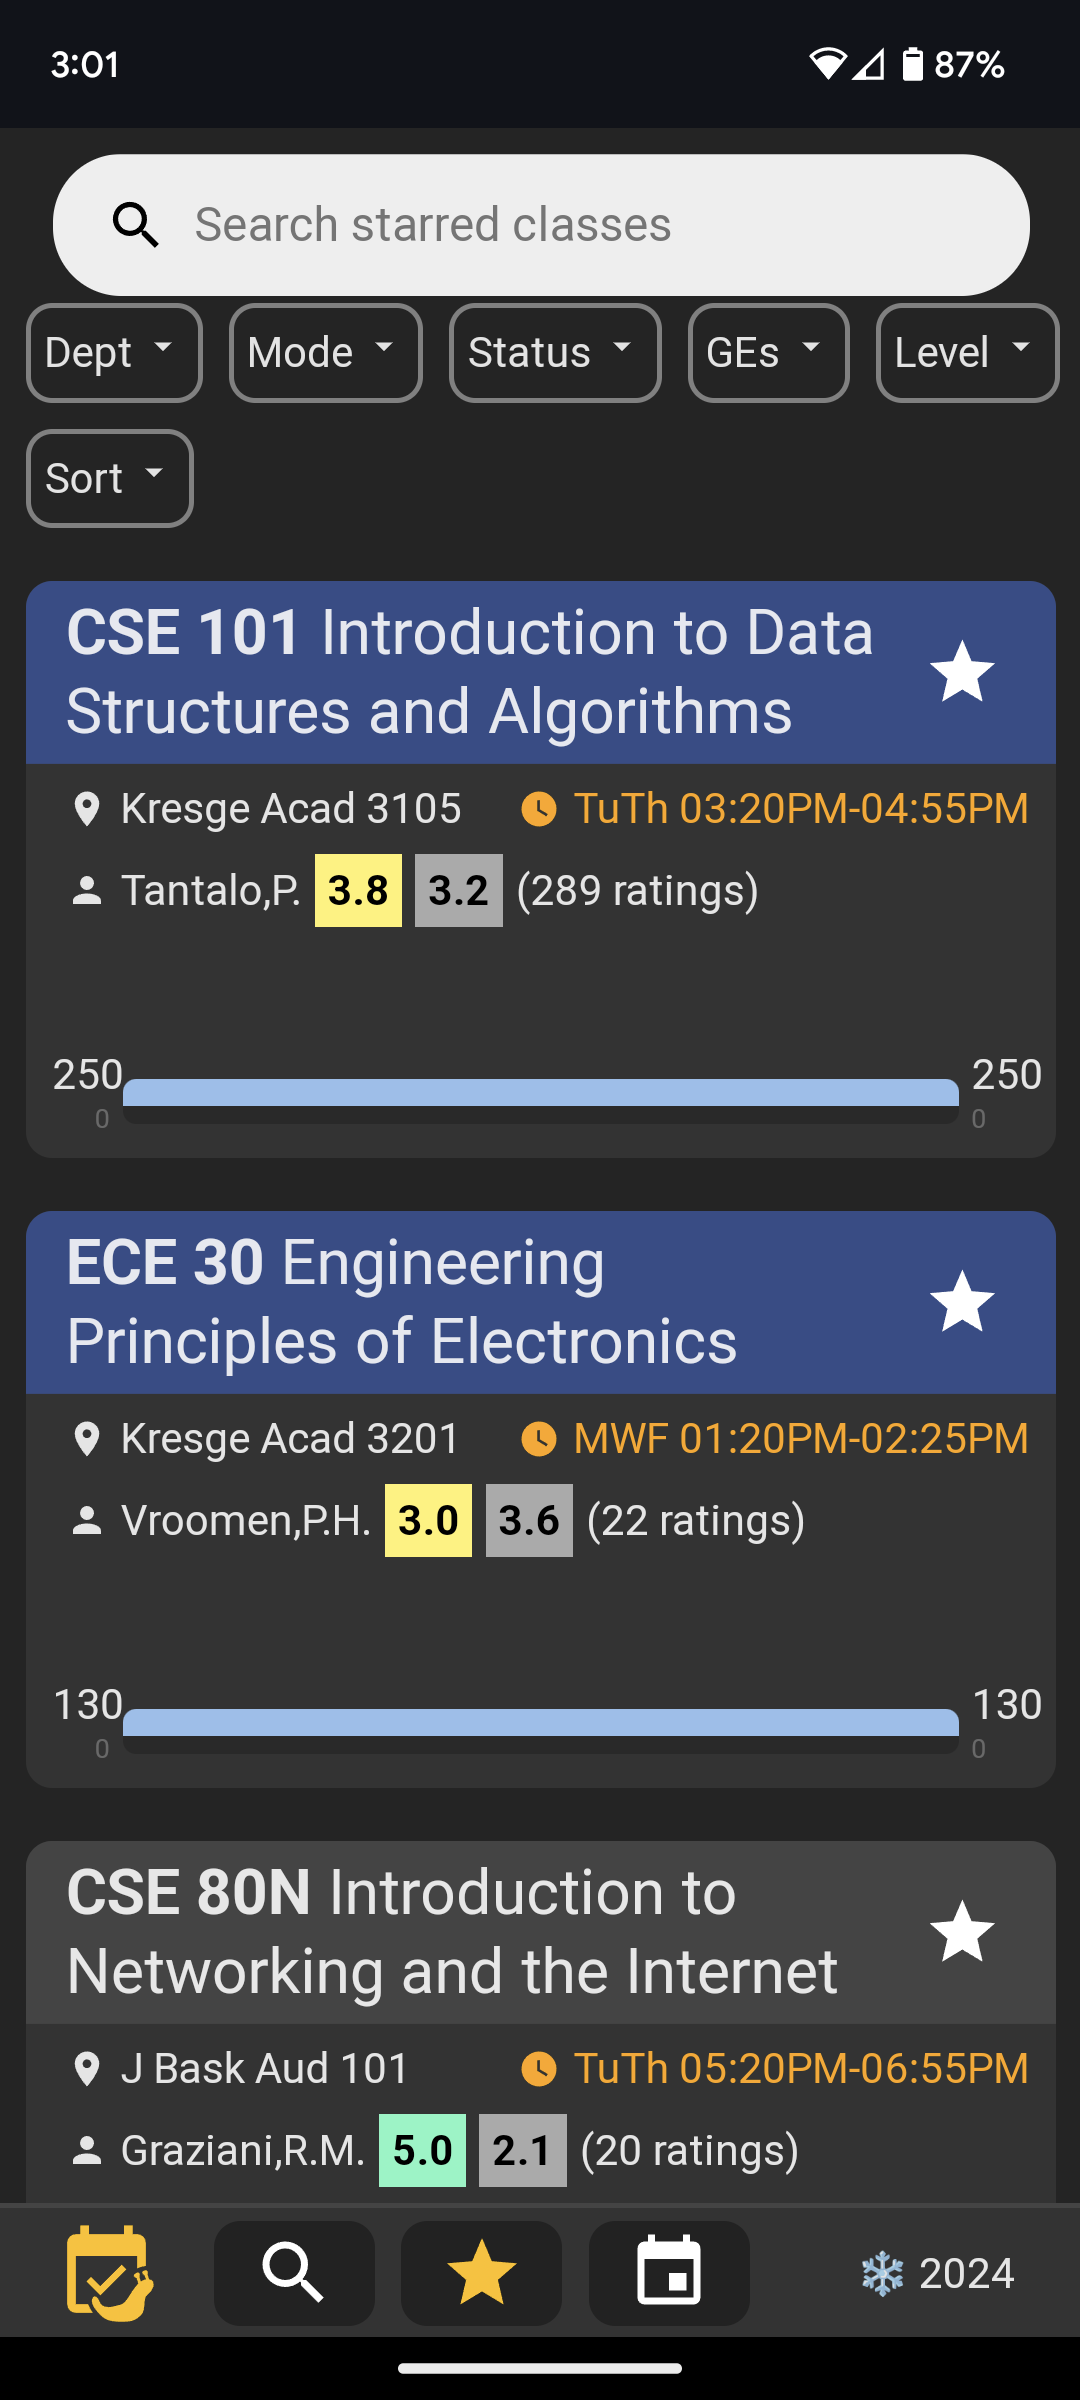 3:01 87%
Search starred classes
Dept Mode Status GEs Level
Sort
CSE 101 Introduction to Data
Structures and Algorithms
Kresge Acad 3105 TuTh 03:20PM-04:55PM
Tantalo,P. 3.8 3.2 (289 ratings)
250 250
0 0
ECE 30 Engineering
Principles of Electronics
Kresge Acad 3201 MWF 01:20PM-02:25PM
Vroomen,P.H. 3.0 3.6 (22 ratings)
130 130
0 0
CSE 80N Introduction to
Networking and the Internet
J Bask Aud 101 TuTh 05:20PM-06:55PM
Graziani,R.M. 5.0 2.1 (20 ratings)
❄️ 2024